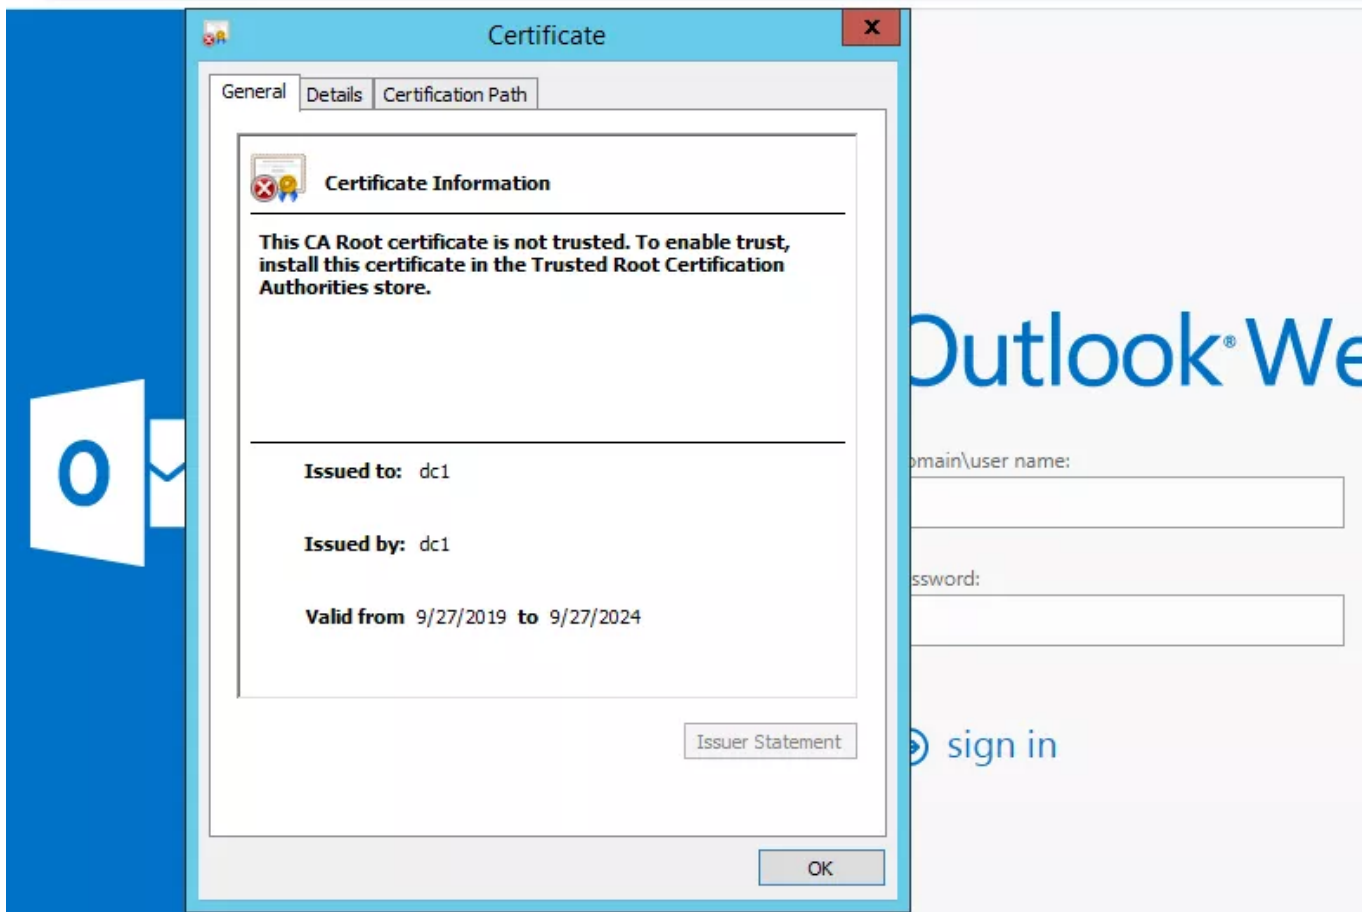 Certificate
x
General
Details
Certification Path
Certificate Information
This CA Root certificate is not trusted. To enable trust,
install this certificate in the Trusted Root Certification
Authorities store.
Issued to: dc1
Issued by: dc1
Valid from 9/27/2019 to 9/27/2024
Issuer Statement
OK
O
Outlook® We
omain\user name:
ssword:
sign in